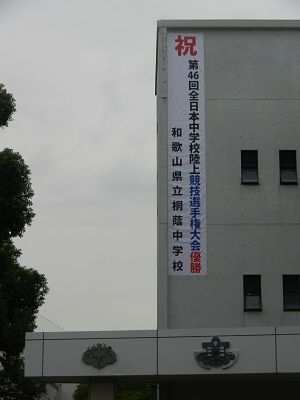 祝
第46回全日本中学校陸上競技選手権大会優勝
和歌山県立桐蔭中学校